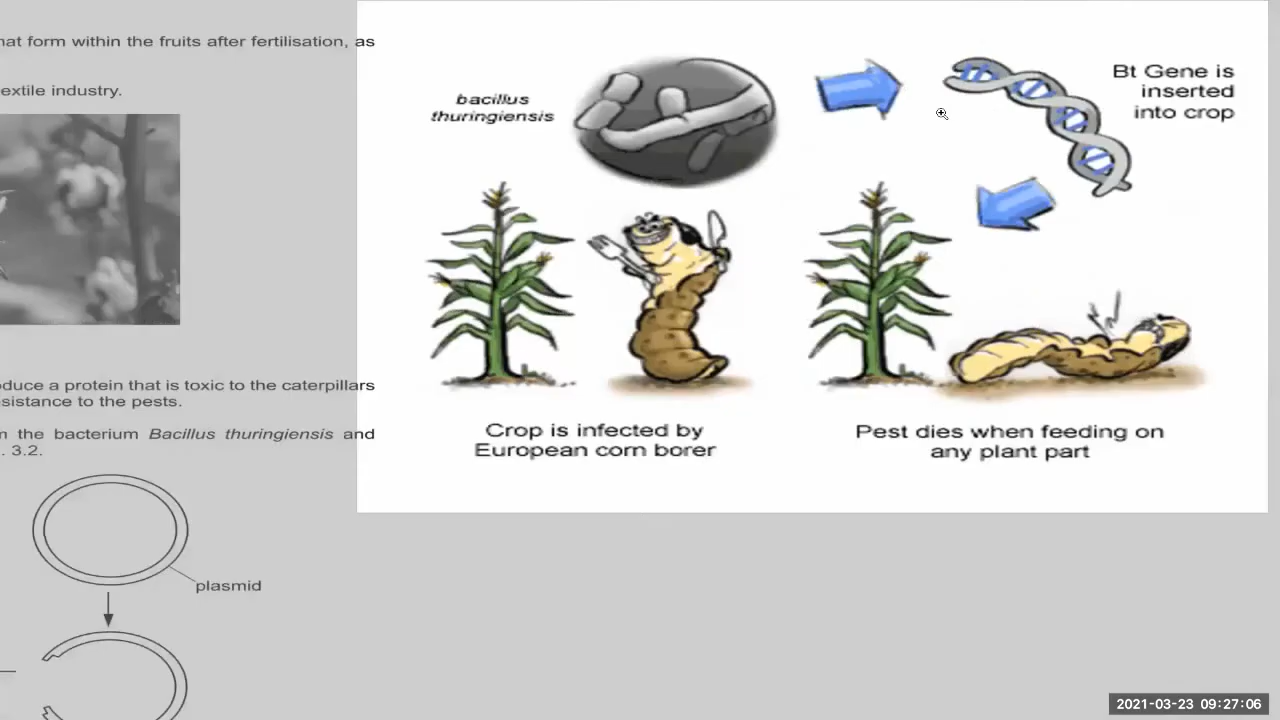 hat form within the fruits after fertilisation, as
extile industry.
oduce a protein that is toxic to the caterpillars
sistance to the pests.
n the bacterium Bacillus thuringiensis and
. 3.2.
plasmid
bacillus
thuringiensis
Bt Gene is
inserted
into crop
Crop is infected by
European corn borer
Pest dies when feeding on
any plant part
2021-03-23 09:27:06